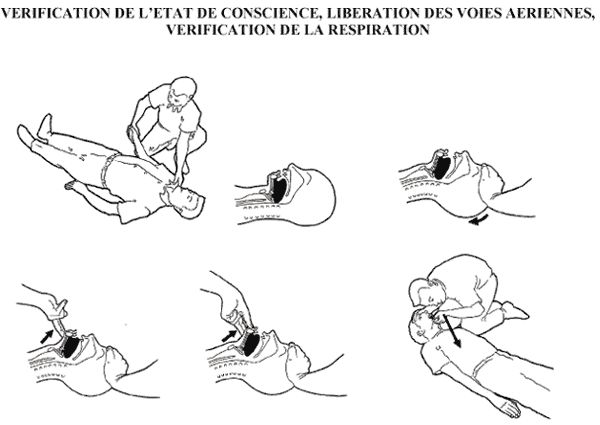 VERIFICATION DE L’ETAT DE CONSCIENCE, LIBERATION DES VOIES AERIENNES,
VERIFICATION DE LA RESPIRATION